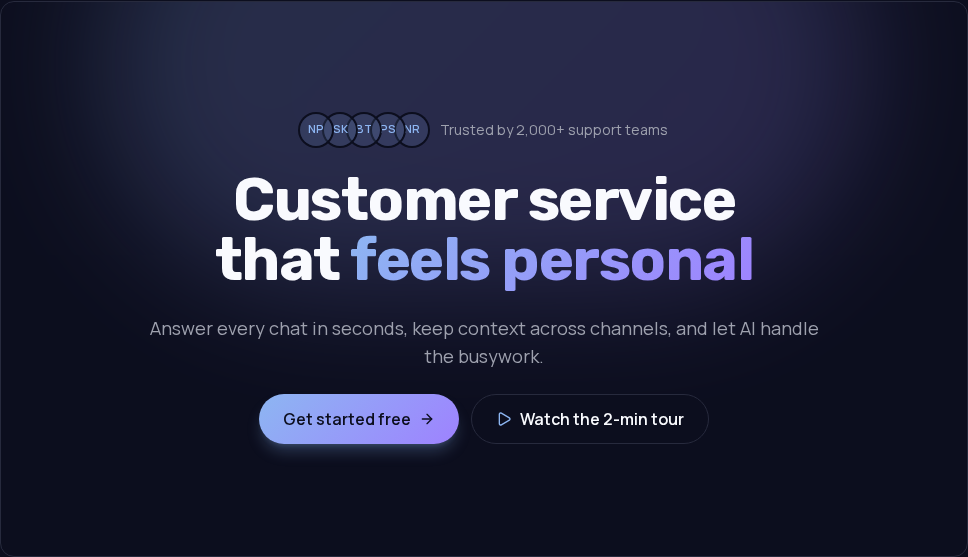 NP SK BT PS NR Trusted by 2,000+ support teams
Customer service
that feels personal
Answer every chat in seconds, keep context across channels, and let AI handle
the busywork.
Get started free Watch the 2-min tour